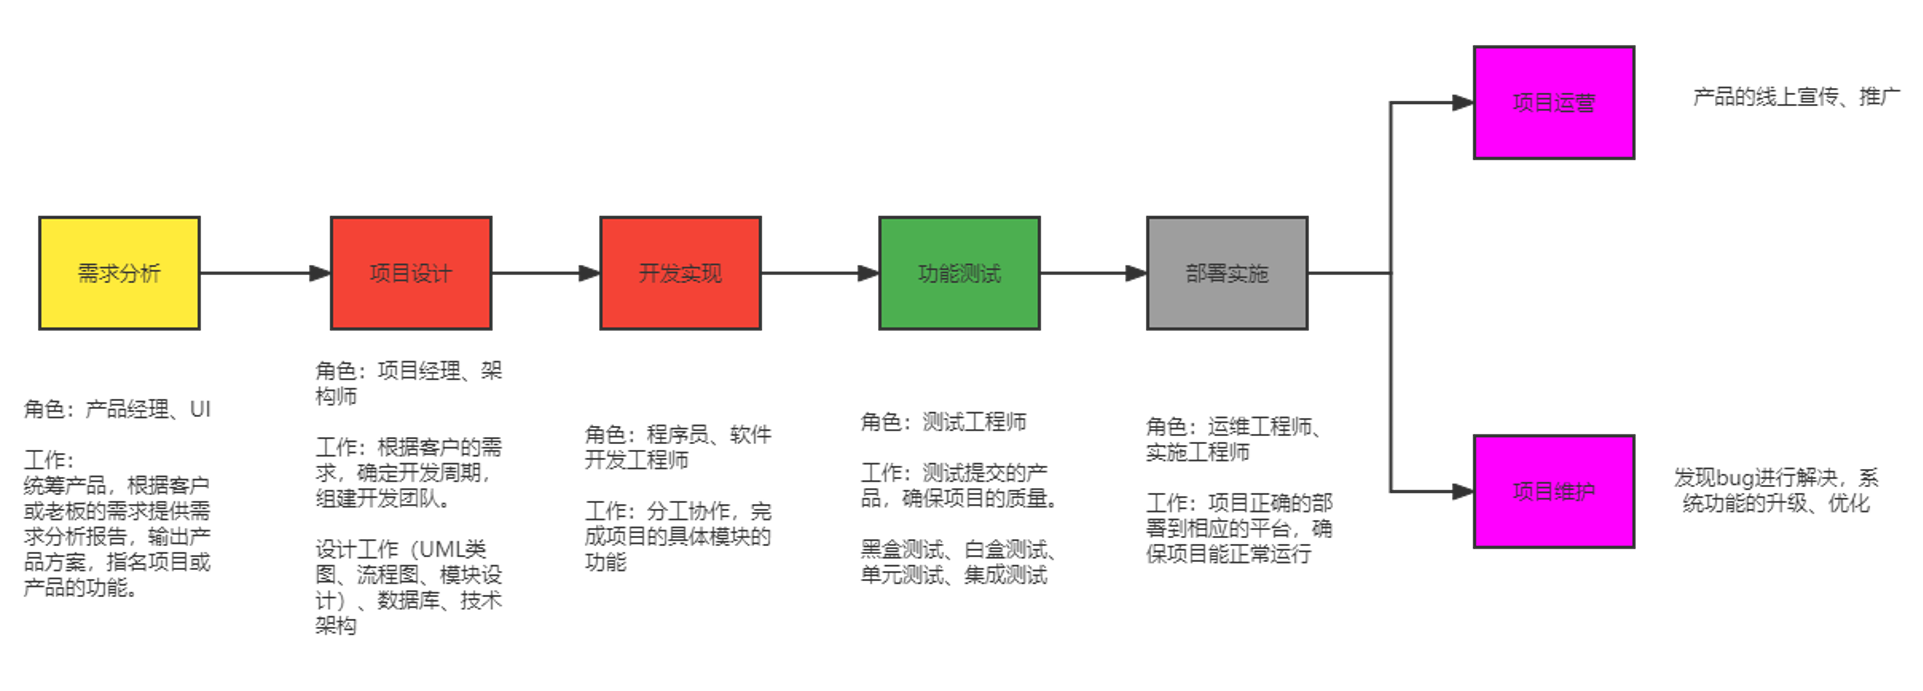 需求分析
项目设计
开发实现
功能测试
部署实施
项目运营
产品的线上宣传、推广
项目维护
发现bug进行解决，系
统功能的升级、优化
角色：产品经理、UI
工作：
统筹产品，根据客户
或老板的需求提供需
求分析报告，输出产
品方案，指名项目或
产品的功能。
角色：项目经理、架
构师
工作：根据客户的需
求，确定开发周期，
组建开发团队。
设计工作（UML类
图、流程图、模块设
计）、数据库、技术
架构
角色：程序员、软件
开发工程师
工作：分工协作，完
成项目的具体模块的
功能
角色：测试工程师
工作：测试提交的产
品，确保项目的质量。
黑盒测试、白盒测试、
单元测试、集成测试
角色：运维工程师、
实施工程师
工作：项目正确的部
署到相应的平台，确
保项目能正常运行